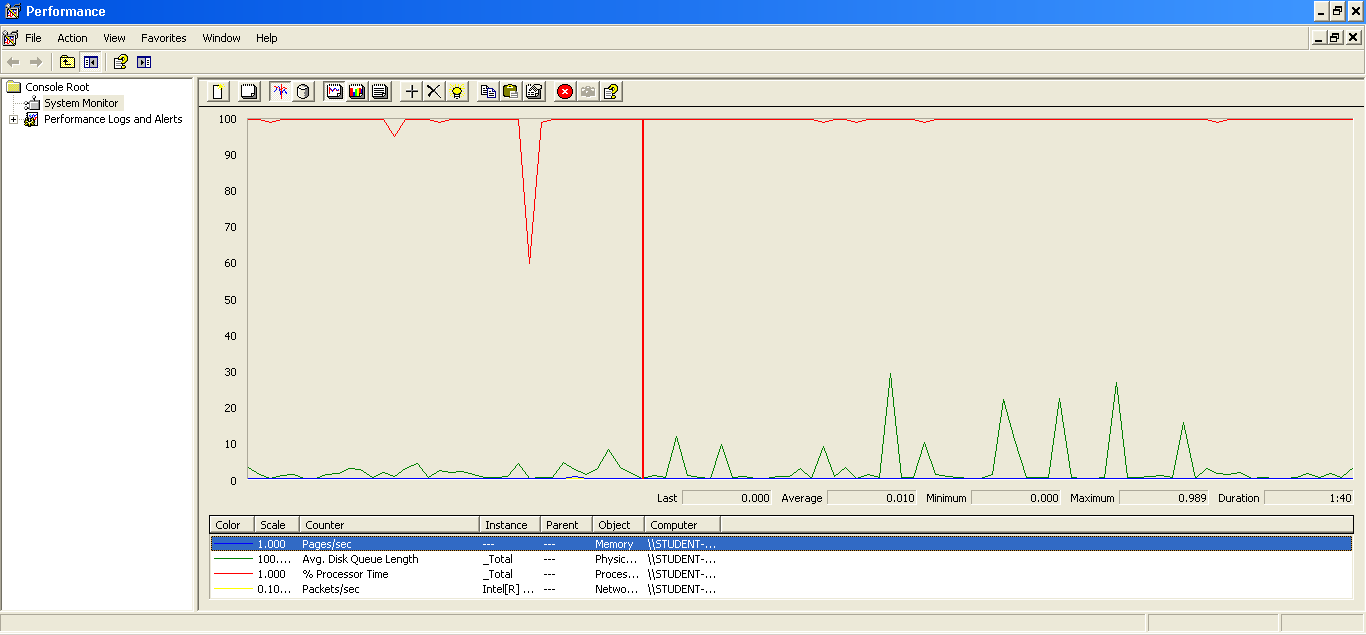 Performance
File Action View Favorites Window Help
Console Root
System Monitor
Performance Logs and Alerts
100
90
80
70
60
50
40
30
20
10
0
Last 0.000 Average 0.010 Minimum 0.000 Maximum 0.989 Duration 1:40
Color Scale Counter Instance Parent Object Computer
1.000 Pages/sec --- --- Memory \\STUDENT-...
100.... Avg. Disk Queue Length _Total --- Physic... \\STUDENT-...
1.000 % Processor Time _Total --- Proces... \\STUDENT-...
0.10... Packets/sec Intel[R] ... --- Netwo... \\STUDENT-...